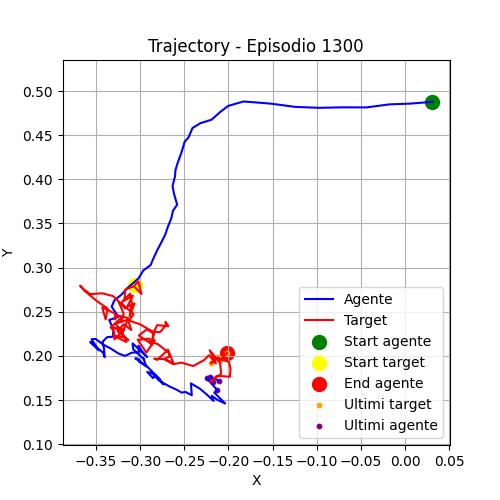 Trajectory - Episodio 1300
Y
0.50
0.45
0.40
0.35
0.30
0.25
0.20
0.15
0.10
Agente
Target
Start agente
Start target
End agente
Ultimi target
Ultimi agente
−0.35 −0.30 −0.25 −0.20 −0.15 −0.10 −0.05 0.00 0.05
X